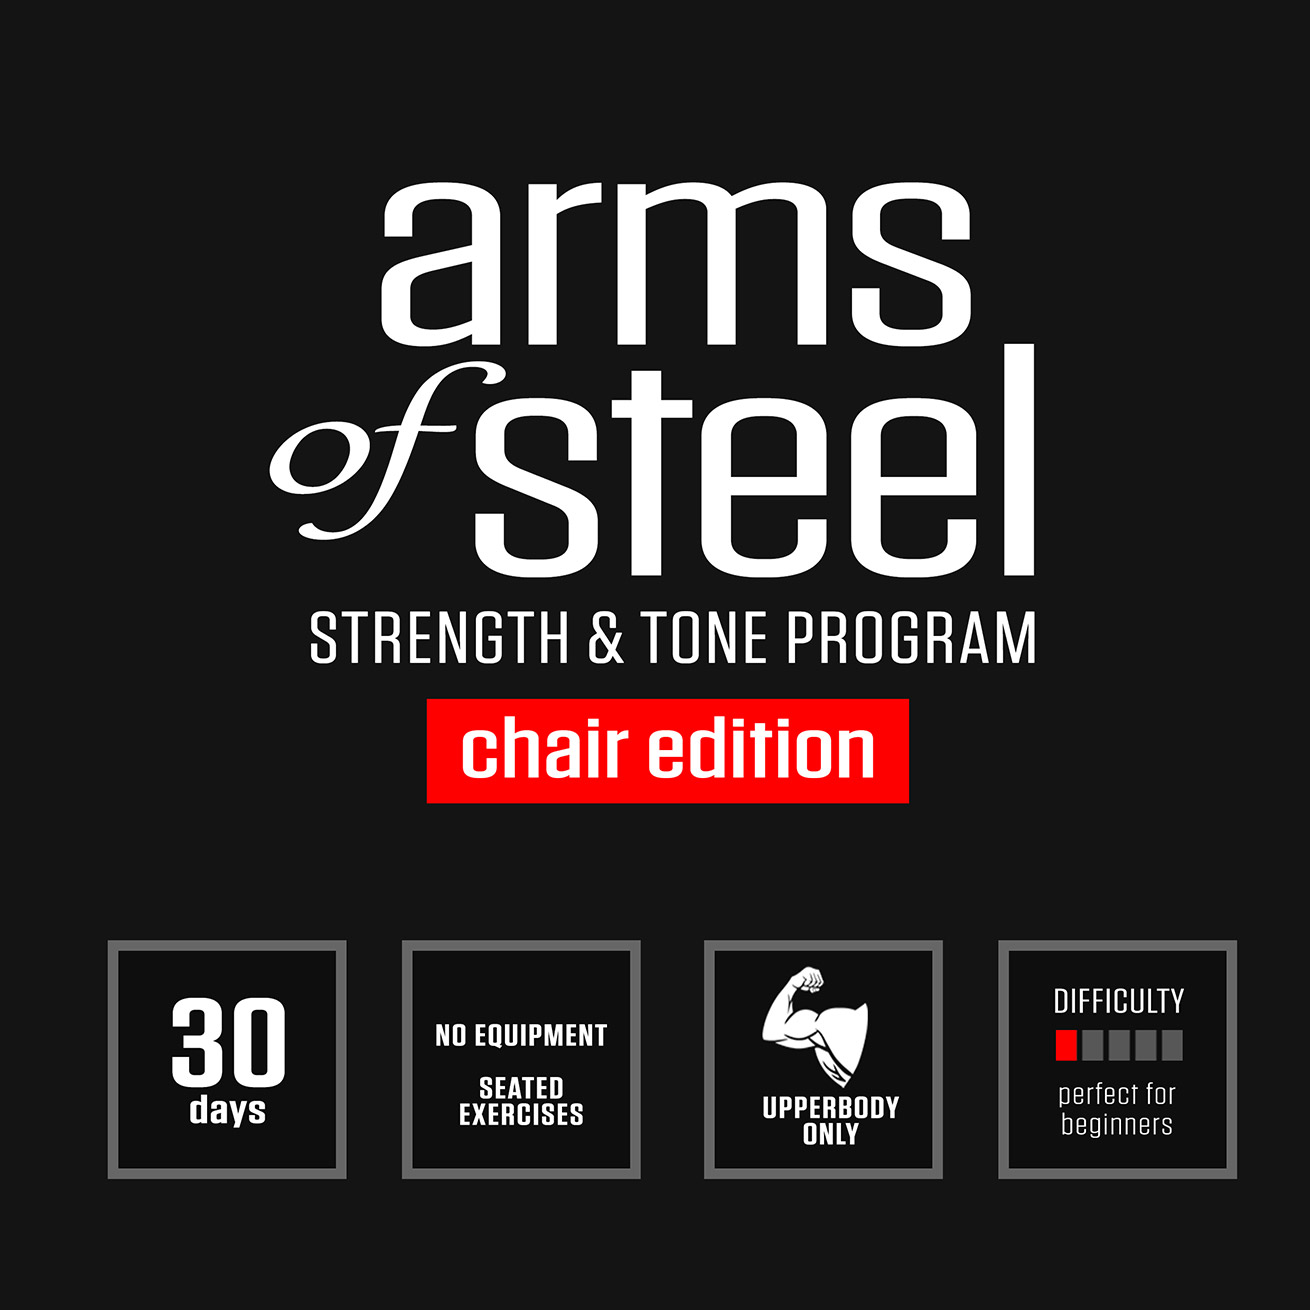 arms
of steel
STRENGTH & TONE PROGRAM
chair edition
30
days
NO EQUIPMENT
SEATED
EXERCISES
UPPERBODY
ONLY
DIFFICULTY
perfect for
beginners